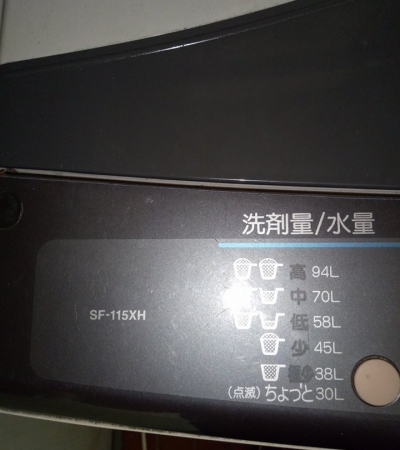 洗剤量/水量
高 94L
中 70L
SF-115XH
低 58L
少 45L
38L
(点滅) ちょっと 30L